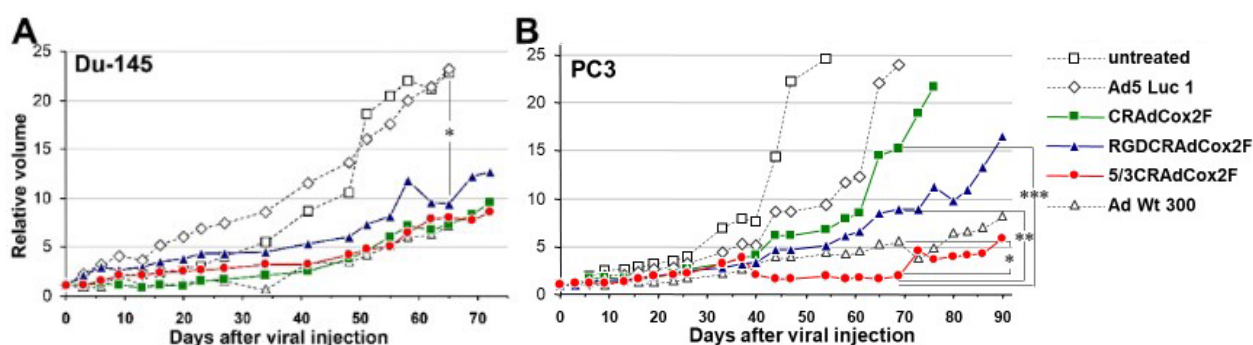 A
Du-145
25
20
15
10
5
0
Relative volume
*
0 10 20 30 40 50 60 70
Days after viral injection
B
PC3
25
20
15
10
5
0
***
**
*
0 10 20 30 40 50 60 70 80 90
Days after viral injection
untreated
Ad5 Luc 1
CRAdCox2F
RGDCRAdCox2F
5/3CRAdCox2F
Ad Wt 300